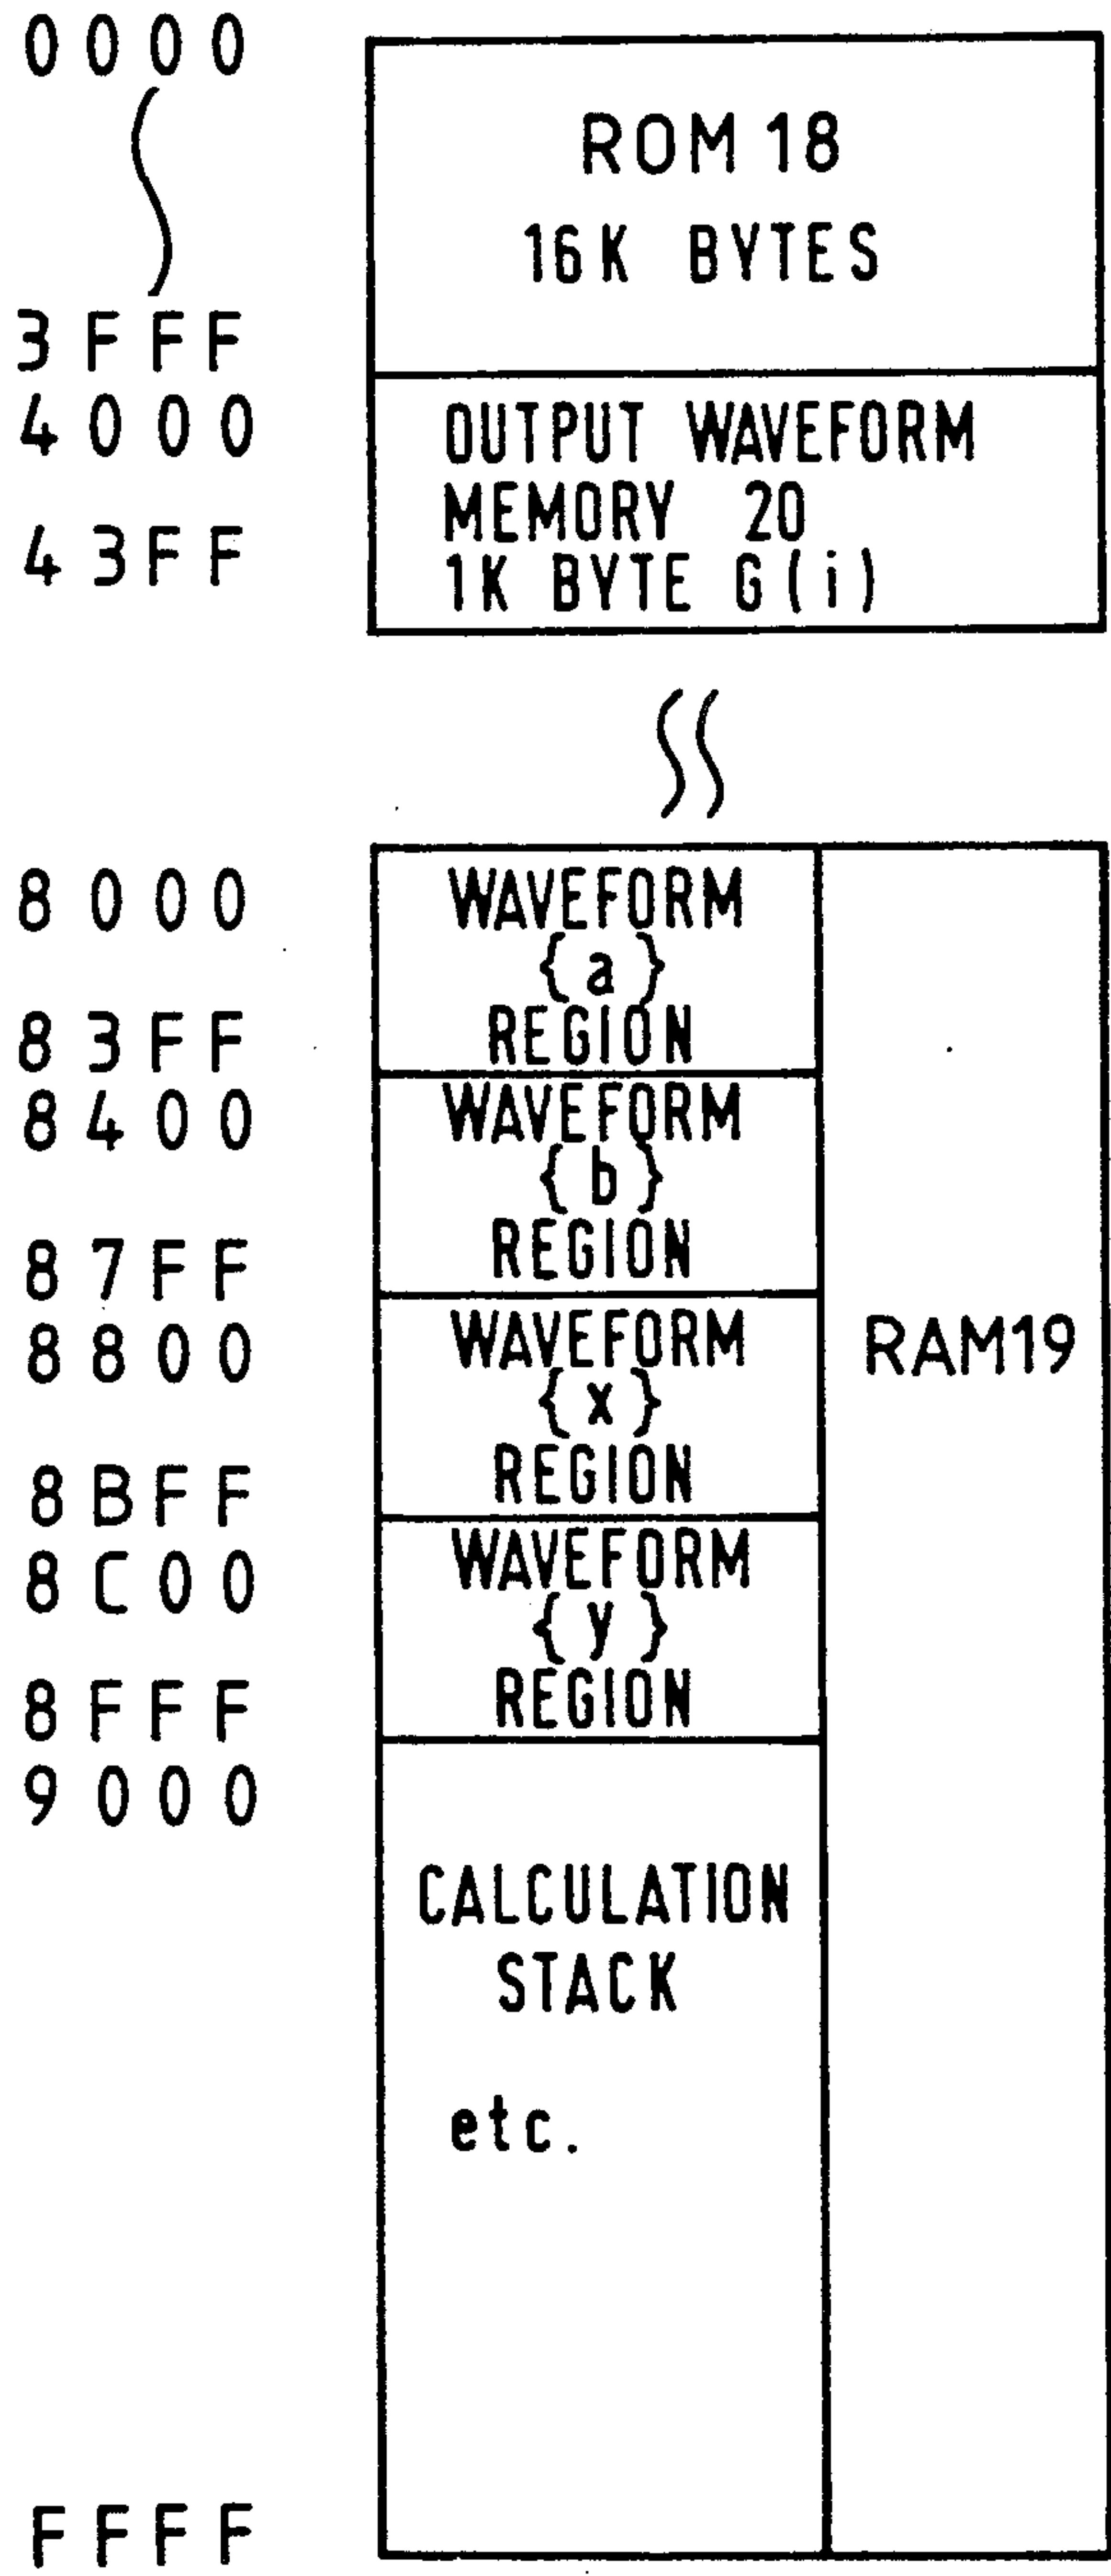 0000
ROM 18
16K BYTES
3FFF
4000
OUTPUT WAVEFORM
MEMORY 20
43FF
1K BYTE G(i)
8000
WAVEFORM
{a}
REGION
83FF
8400
WAVEFORM
{b}
REGION
87FF
8800
WAVEFORM
{x}
REGION
RAM19
8BFF
8C00
WAVEFORM
{y}
REGION
8FFF
9000
CALCULATION
STACK
etc.
FFFF